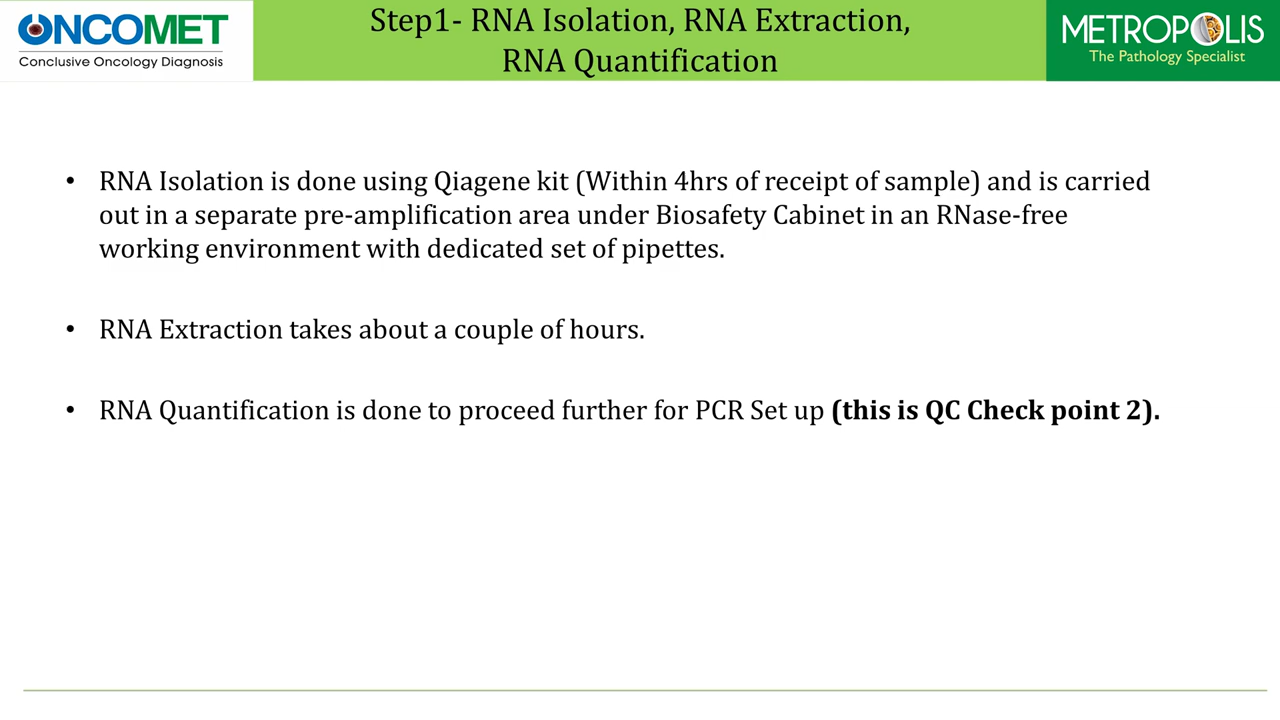 ONCOMET
Conclusive Oncology Diagnosis
Step1- RNA Isolation, RNA Extraction,
RNA Quantification
METROPOLIS
The Pathology Specialist
• RNA Isolation is done using Qiagene kit (Within 4hrs of receipt of sample) and is carried
out in a separate pre-amplification area under Biosafety Cabinet in an RNase-free
working environment with dedicated set of pipettes.
• RNA Extraction takes about a couple of hours.
• RNA Quantification is done to proceed further for PCR Set up (this is QC Check point 2).